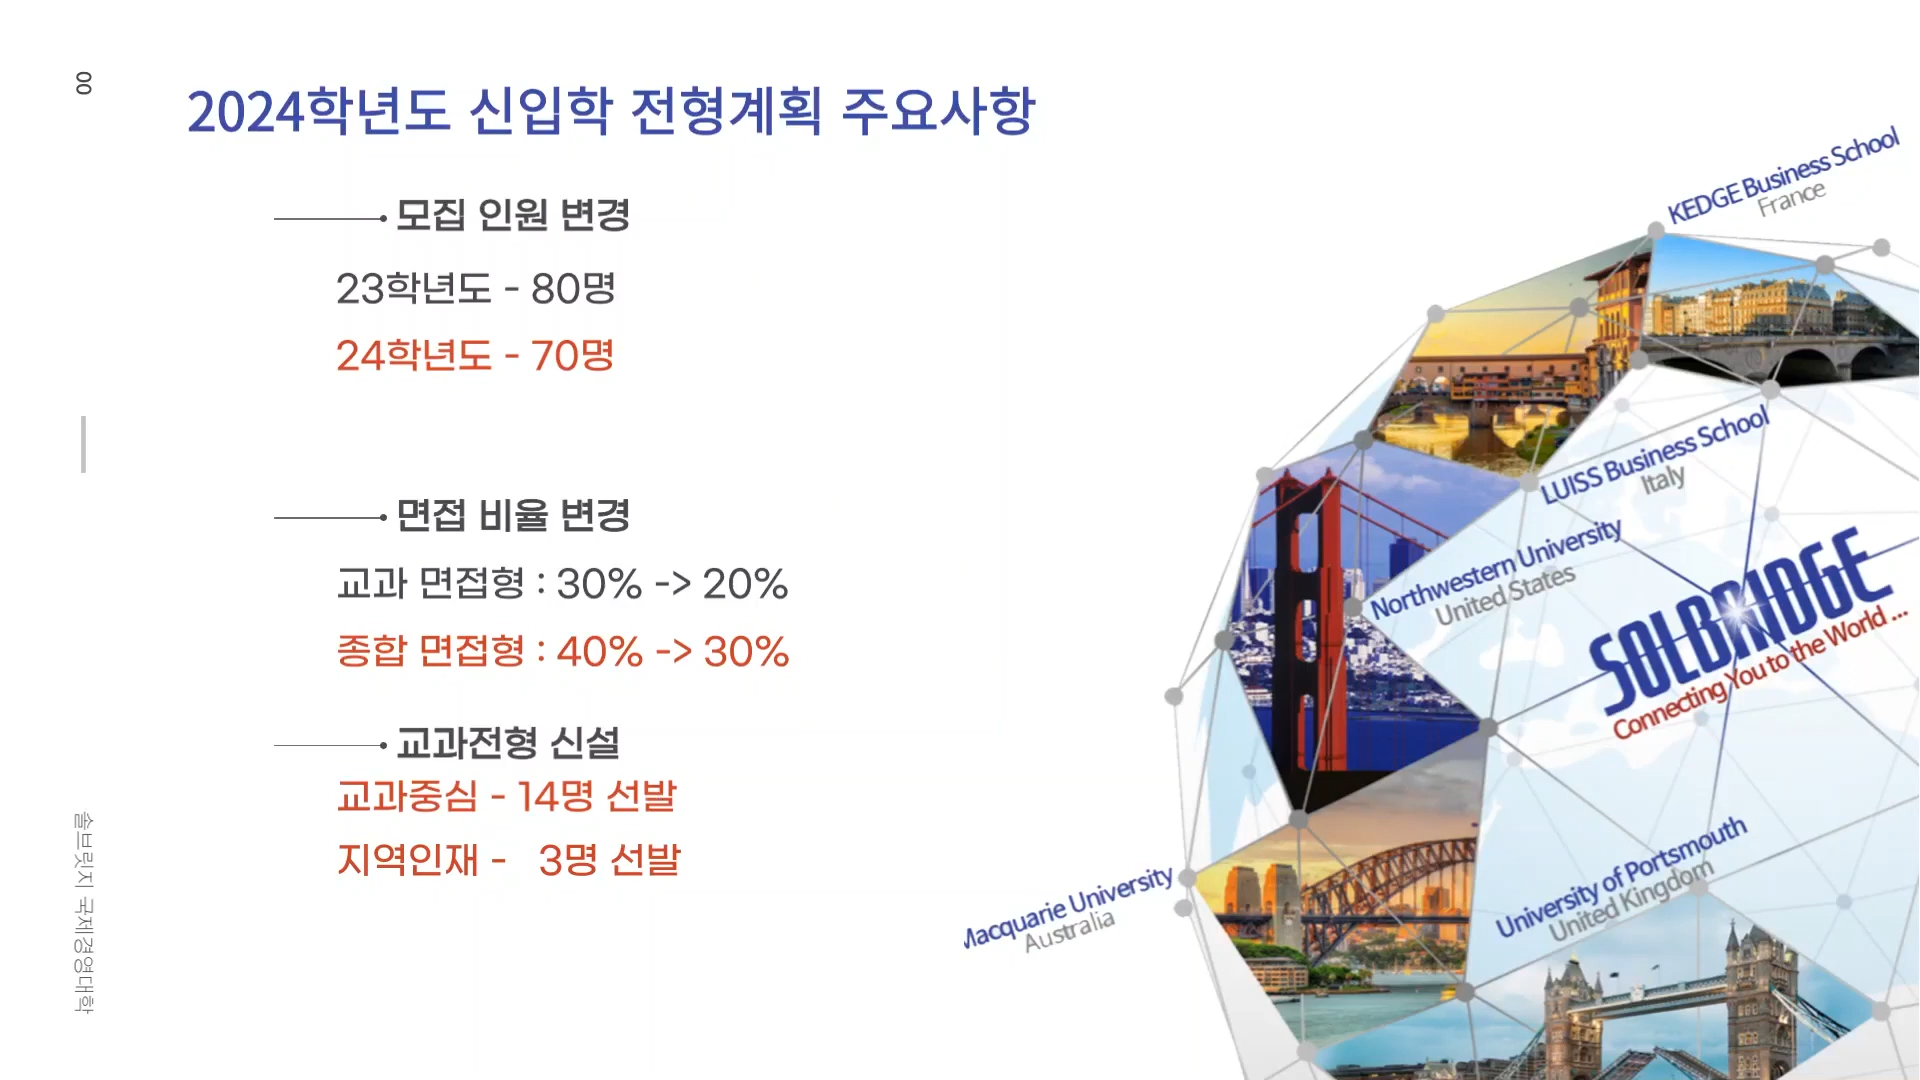 00
2024학년도 신입학 전형계획 주요사항
모집 인원 변경
23학년도 - 80명
24학년도 - 70명
면접 비율 변경
교과 면접형 : 30% -> 20%
종합 면접형 : 40% -> 30%
교과전형 신설
교과중심 - 14명 선발
지역인재 - 3명 선발
솔브릿지 국제경영대학
KEDGE Business School
France
LUISS Business School
Italy
Northwestern University
United States
SOLBRIDGE
Connecting You to the World ...
University of Portsmouth
United Kingdom
Macquarie University
Australia